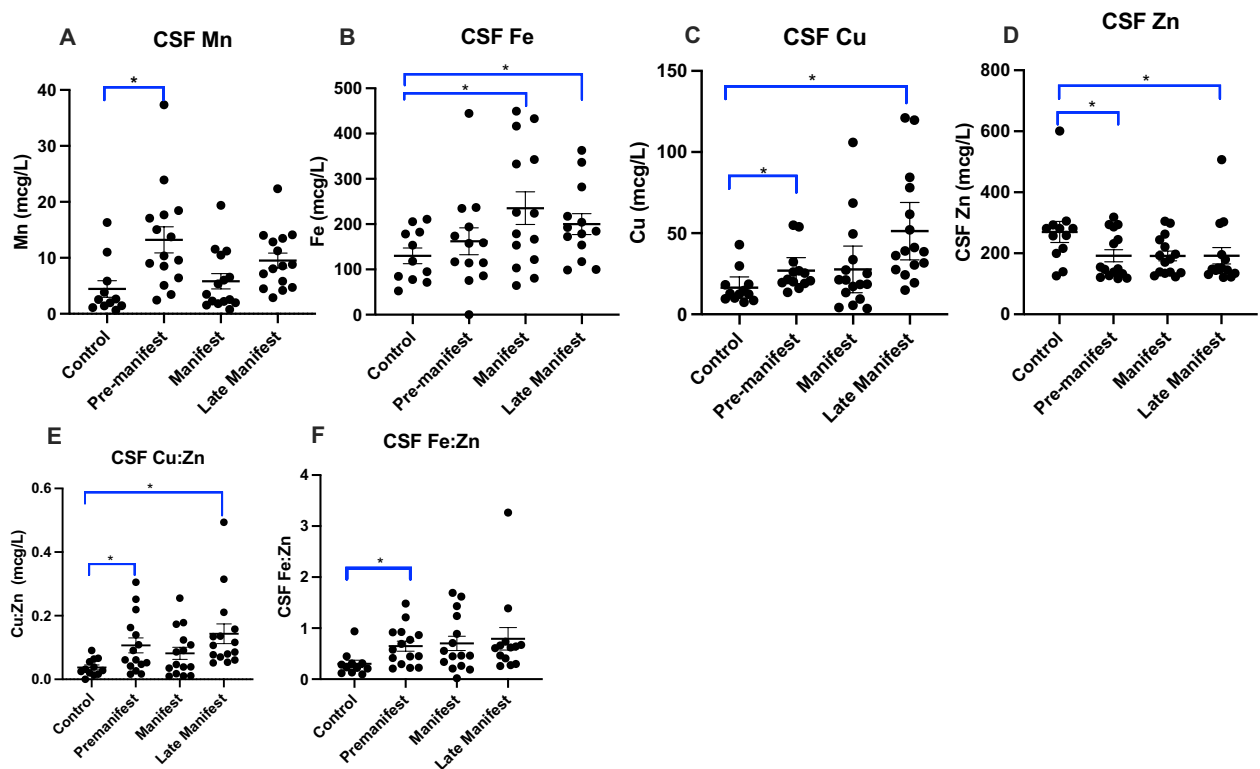 A
CSF Mn
*
Mn (mcg/L)
40
30
20
10
0
Control
Pre-manifest
Manifest
Late Manifest
B
CSF Fe
*
*
Fe (mcg/L)
500
400
300
200
100
0
Control
Pre-manifest
Manifest
Late Manifest
C
CSF Cu
*
*
Cu (mcg/L)
150
100
50
0
Control
Pre-manifest
Manifest
Late Manifest
D
CSF Zn
*
*
CSF Zn (mcg/L)
800
600
400
200
0
Control
Pre-manifest
Manifest
Late Manifest
E
CSF Cu:Zn
*
*
Cu:Zn (mcg/L)
0.6
0.4
0.2
0.0
Control
Premanifest
Manifest
Late Manifest
F
CSF Fe:Zn
*
CSF Fe:Zn
4
3
2
1
0
Control
Premanifest
Manifest
Late Manifest